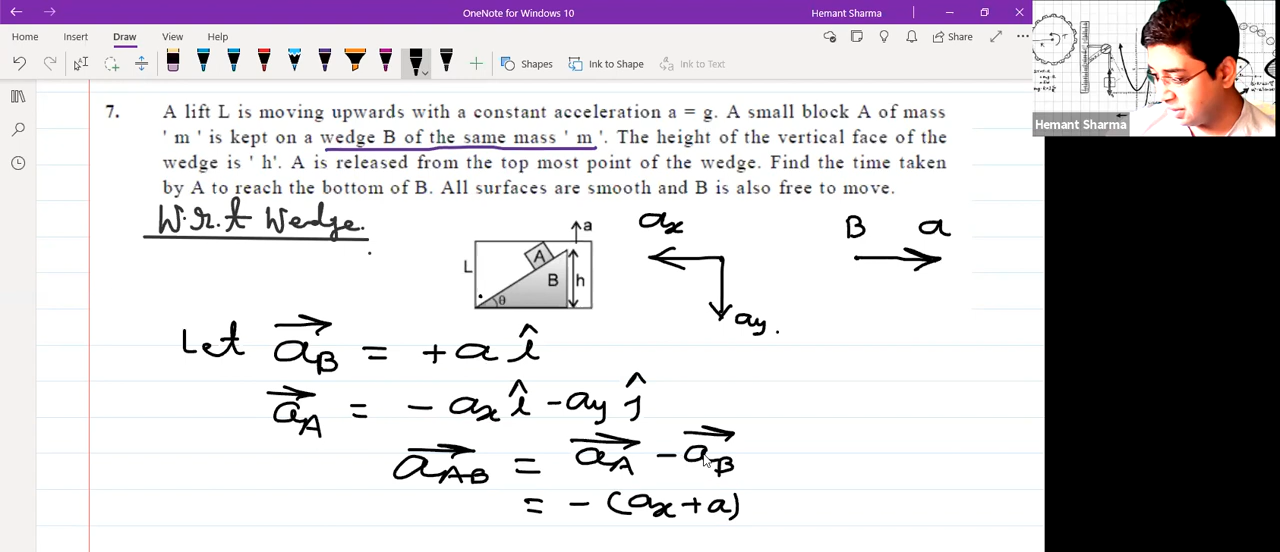 OneNote for Windows 10
Hemant Sharma
Home Insert Draw View Help
Share
Shapes
Ink to Shape
Ink to Text
7. A lift L is moving upwards with a constant acceleration a = g. A small block A of mass
' m ' is kept on a wedge B of the same mass ' m '. The height of the vertical face of the
wedge is ' h'. A is released from the top most point of the wedge. Find the time taken
by A to reach the bottom of B. All surfaces are smooth and B is also free to move.
W.r.t Wedge.
a
L
A
B
h
θ
ax
ay.
B a
Let a⃗B = + a î
a⃗A = - ax î - ay ĵ
a⃗AB = a⃗A - a⃗B
= - (ax + a)
Hemant Sharma